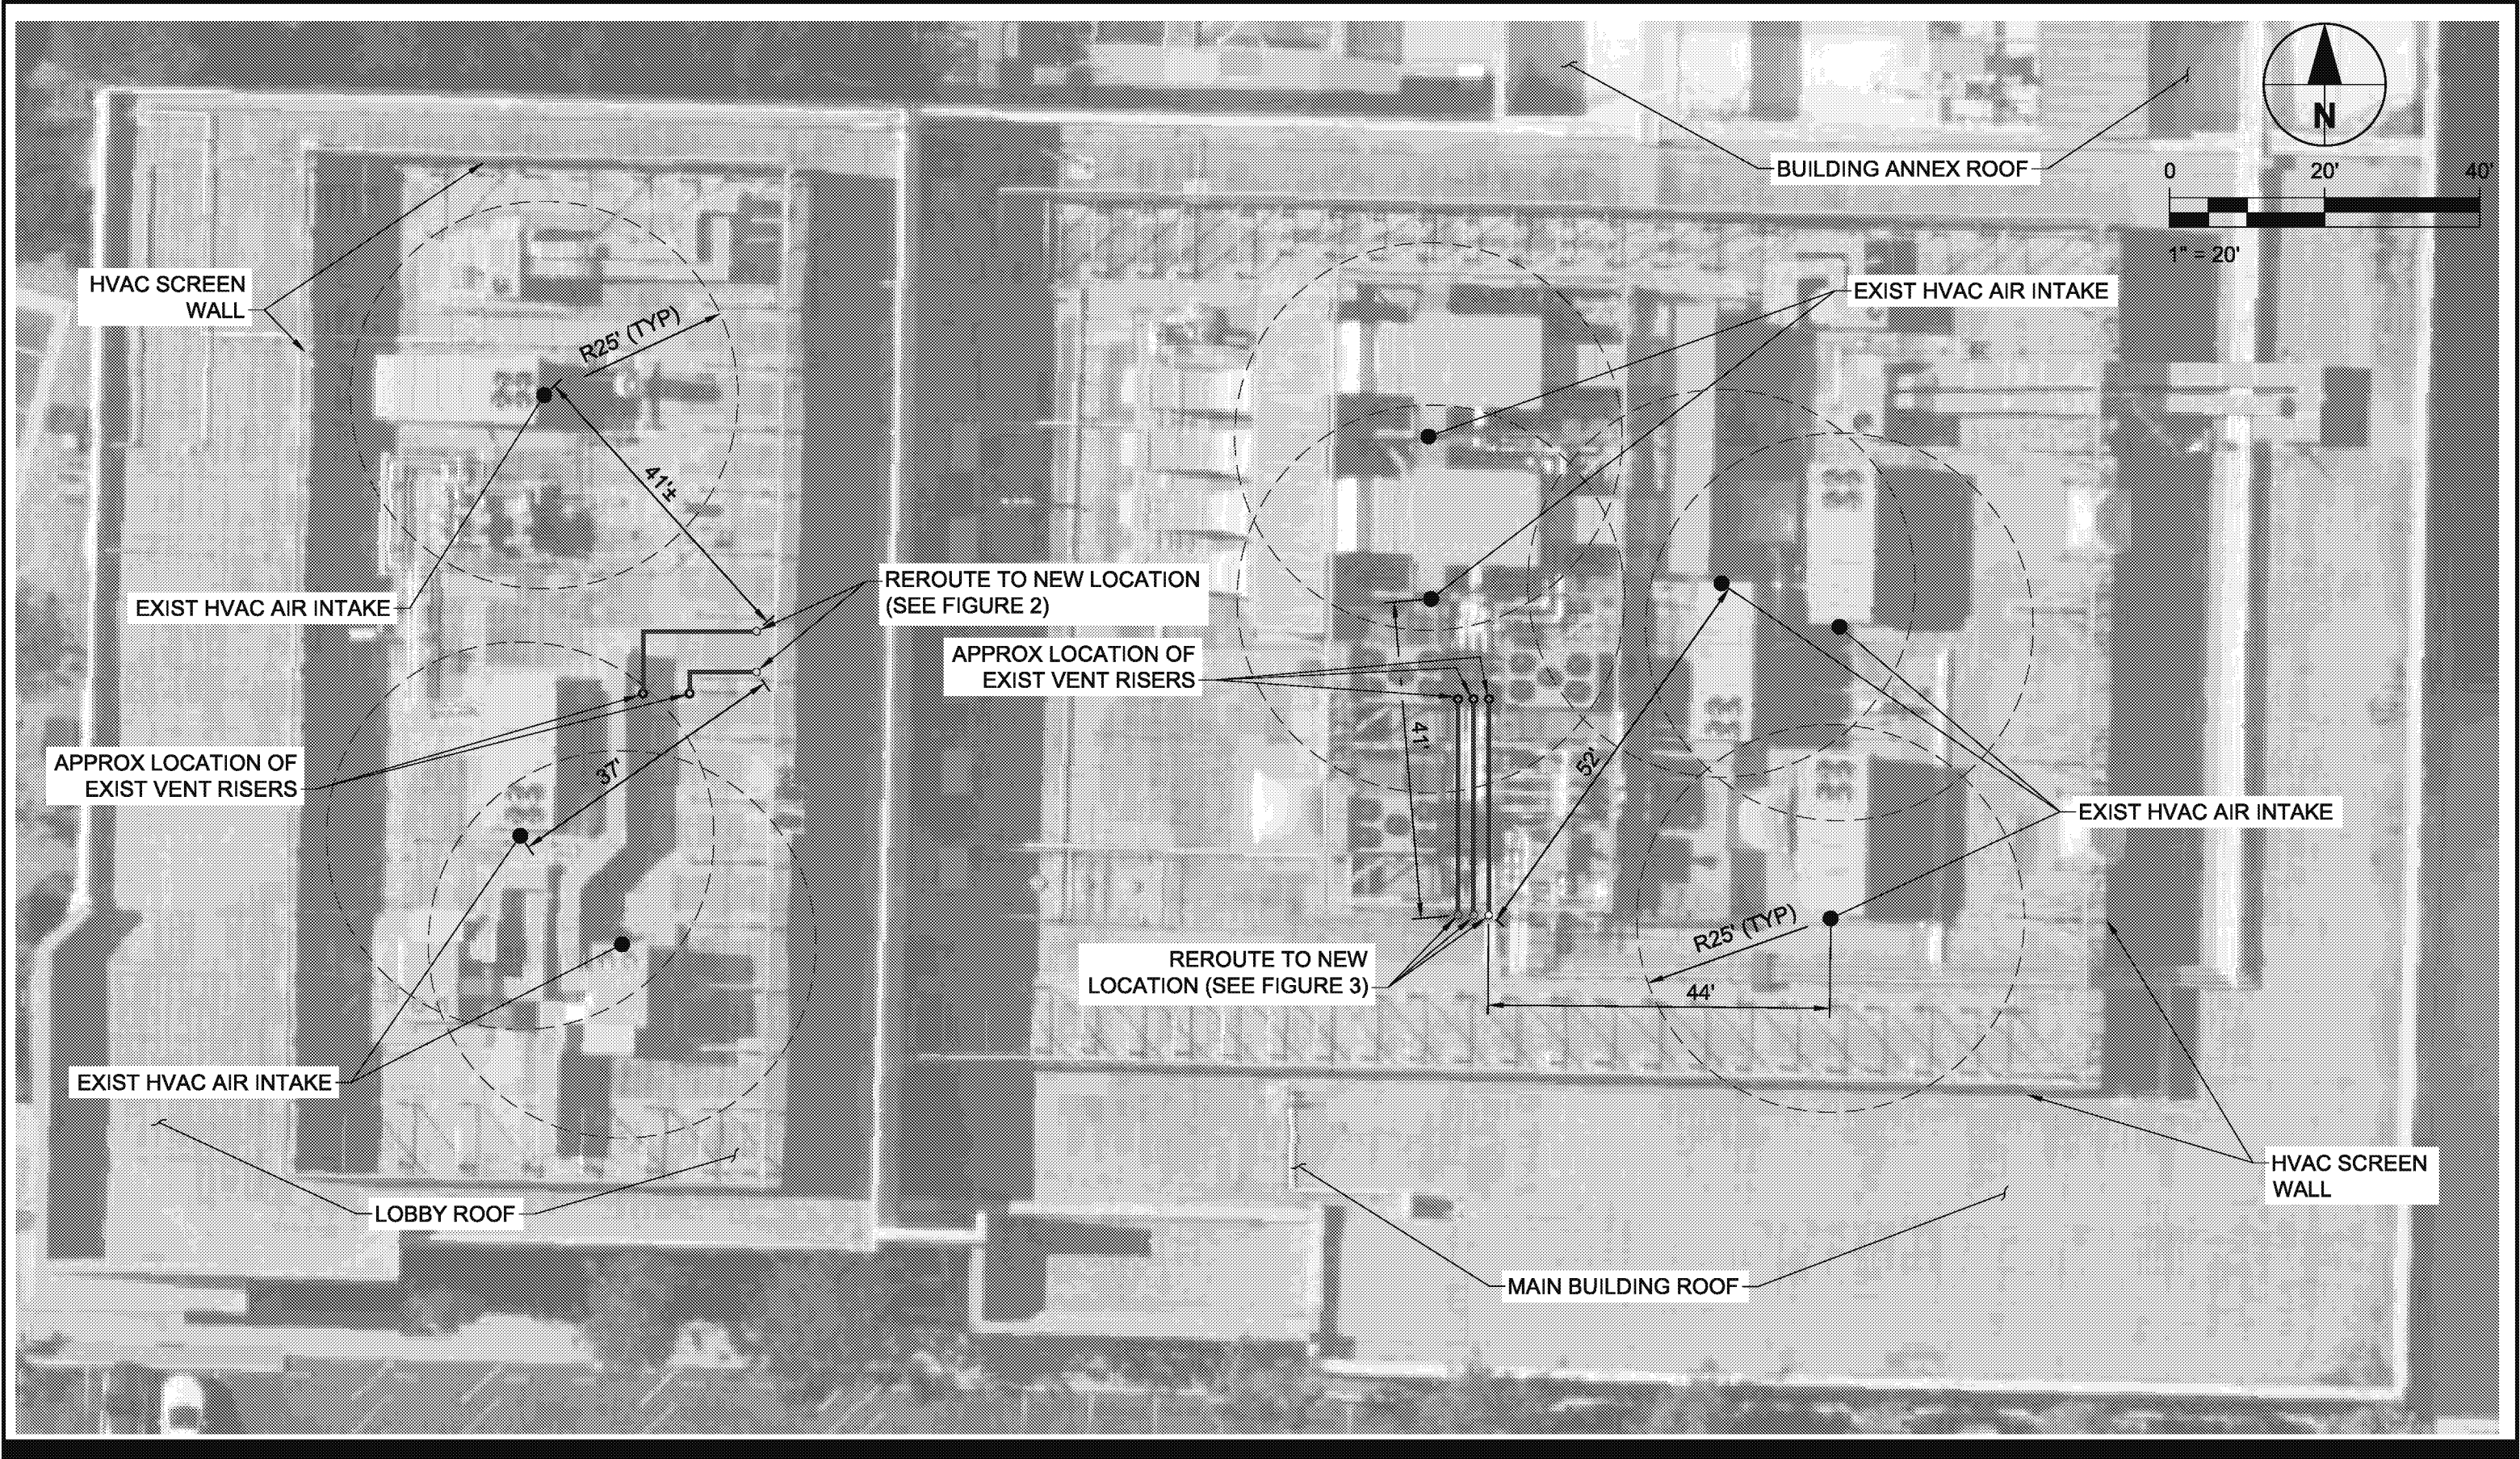 N
BUILDING ANNEX ROOF
0 20' 40'
1" = 20'
HVAC SCREEN
WALL
EXIST HVAC AIR INTAKE
R25' (TYP)
41'±
REROUTE TO NEW LOCATION
(SEE FIGURE 2)
EXIST HVAC AIR INTAKE
APPROX LOCATION OF
EXIST VENT RISERS
41'
52'
APPROX LOCATION OF
EXIST VENT RISERS
37'
EXIST HVAC AIR INTAKE
R25' (TYP)
REROUTE TO NEW
LOCATION (SEE FIGURE 3)
44'
EXIST HVAC AIR INTAKE
HVAC SCREEN
WALL
LOBBY ROOF
MAIN BUILDING ROOF